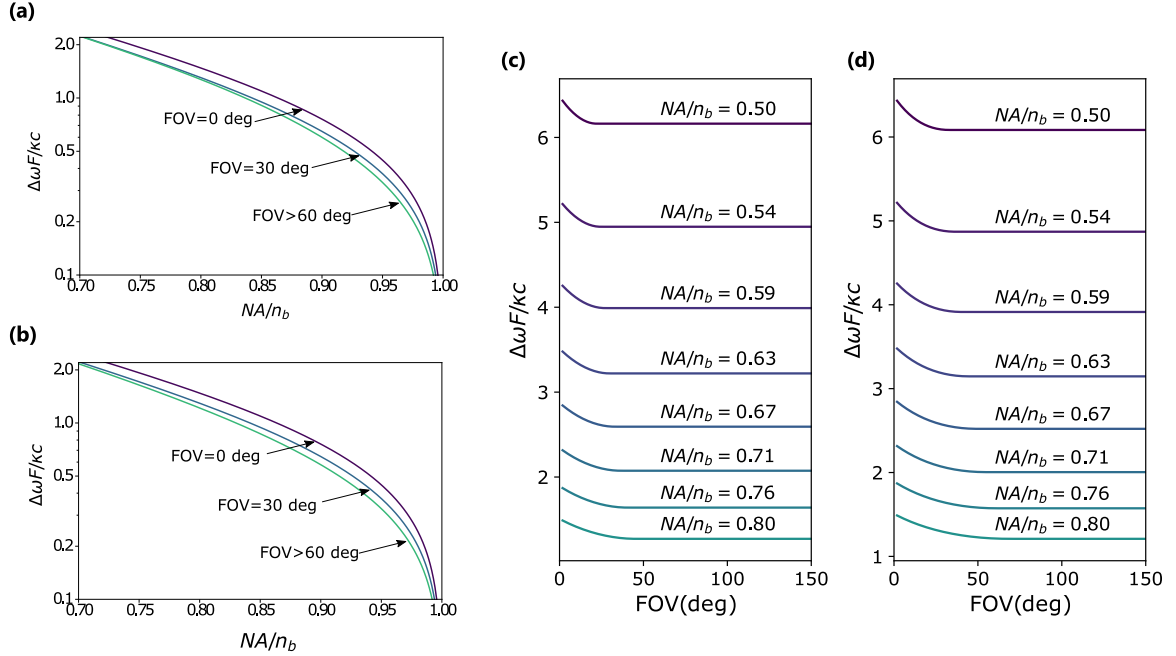 (a)
2.0
1.0
0.5
0.2
0.1
ΔωF/κc
FOV=0 deg
FOV=30 deg
FOV>60 deg
0.70
0.75
0.80
0.85
0.90
0.95
1.00
NA/n_b
(b)
2.0
1.0
0.5
0.2
0.1
ΔωF/κc
FOV=0 deg
FOV=30 deg
FOV>60 deg
0.70
0.75
0.80
0.85
0.90
0.95
1.00
NA/n_b
(c)
6
5
4
3
2
ΔωF/κc
NA/n_b = 0.50
NA/n_b = 0.54
NA/n_b = 0.59
NA/n_b = 0.63
NA/n_b = 0.67
NA/n_b = 0.71
NA/n_b = 0.76
NA/n_b = 0.80
0
50
100
150
FOV(deg)
(d)
6
5
4
3
2
1
ΔωF/κc
NA/n_b = 0.50
NA/n_b = 0.54
NA/n_b = 0.59
NA/n_b = 0.63
NA/n_b = 0.67
NA/n_b = 0.71
NA/n_b = 0.76
NA/n_b = 0.80
0
50
100
150
FOV(deg)